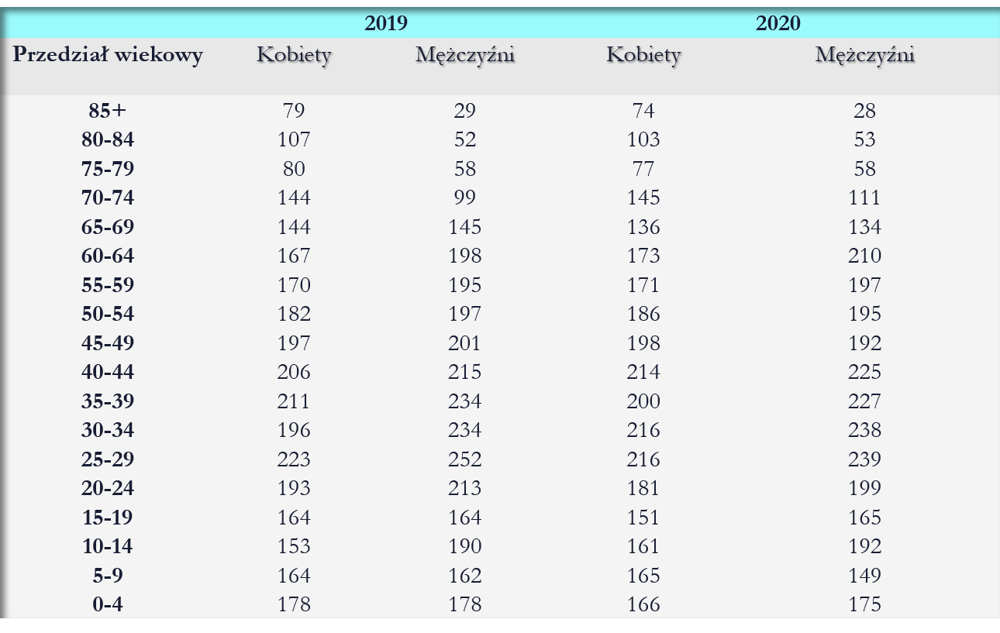 2019 2020
Przedział wiekowy Kobiety Mężczyźni Kobiety Mężczyźni
85+ 79 29 74 28
80-84 107 52 103 53
75-79 80 58 77 58
70-74 144 99 145 111
65-69 144 145 136 134
60-64 167 198 173 210
55-59 170 195 171 197
50-54 182 197 186 195
45-49 197 201 198 192
40-44 206 215 214 225
35-39 211 234 200 227
30-34 196 234 216 238
25-29 223 252 216 239
20-24 193 213 181 199
15-19 164 164 151 165
10-14 153 190 161 192
5-9 164 162 165 149
0-4 178 178 166 175